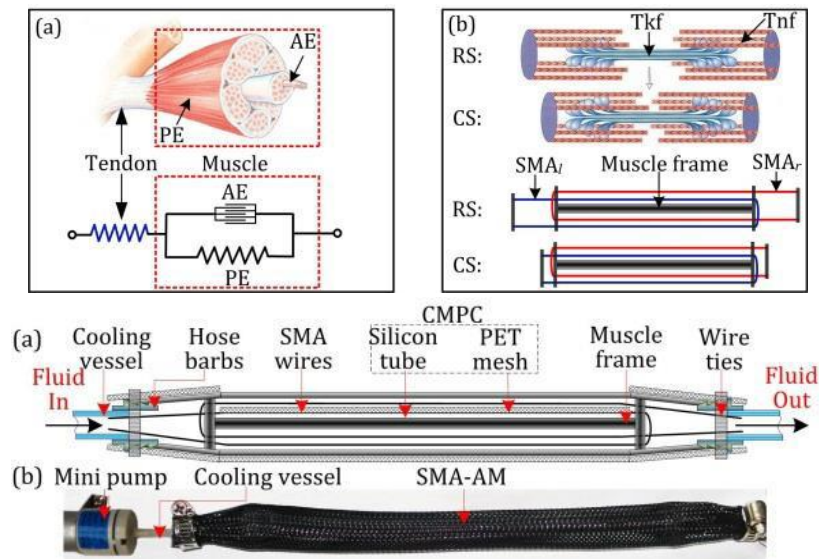 (a)
AE
PE
Tendon
Muscle
AE
PE
(b)
Tkf
Tnf
RS:
CS:
SMAl
Muscle frame
SMAr
RS:
CS:
(a)
CMPC
Cooling vessel
Hose barbs
SMA wires
Silicon tube
PET mesh
Muscle frame
Wire ties
Fluid In
Fluid Out
(b)
Mini pump
Cooling vessel
SMA-AM